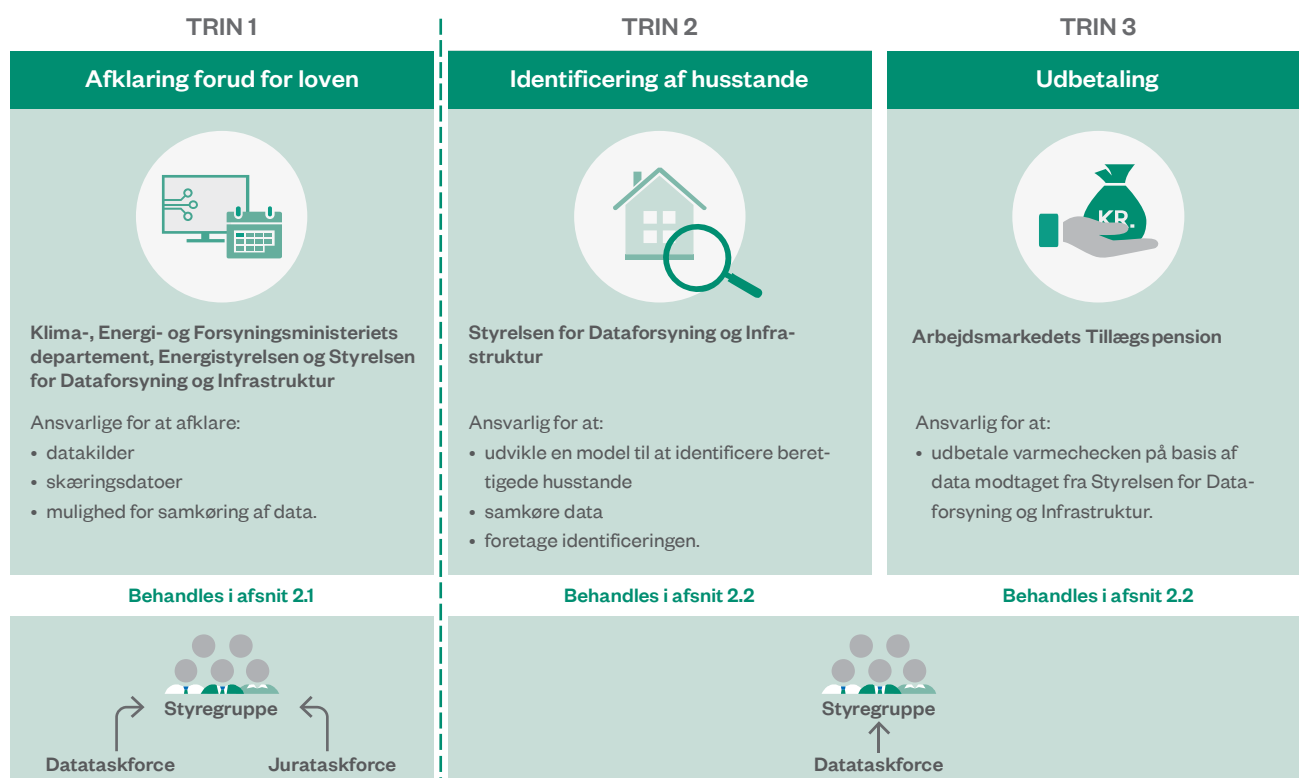 TRIN 1
Afklaring forud for loven
Klima-, Energi- og Forsyningsministeriets
departement, Energistyrelsen og Styrelsen
for Dataforsyning og Infrastruktur
Ansvarlige for at afklare:
• datakilder
• skæringsdatoer
• mulighed for samkøring af data.
Behandles i afsnit 2.1
Styregruppe
Datataskforce
Jurataskforce
TRIN 2
Identificering af husstande
Styrelsen for Dataforsyning og Infra-
struktur
Ansvarlig for at:
• udvikle en model til at identificere beret-
tigede husstande
• samkøre data
• foretage identificeringen.
Behandles i afsnit 2.2
TRIN 3
Udbetaling
KR.
Arbejdsmarkedets Tillægspension
Ansvarlig for at:
• udbetale varmechecken på basis af
data modtaget fra Styrelsen for Data-
forsyning og Infrastruktur.
Behandles i afsnit 2.2
Styregruppe
Datataskforce